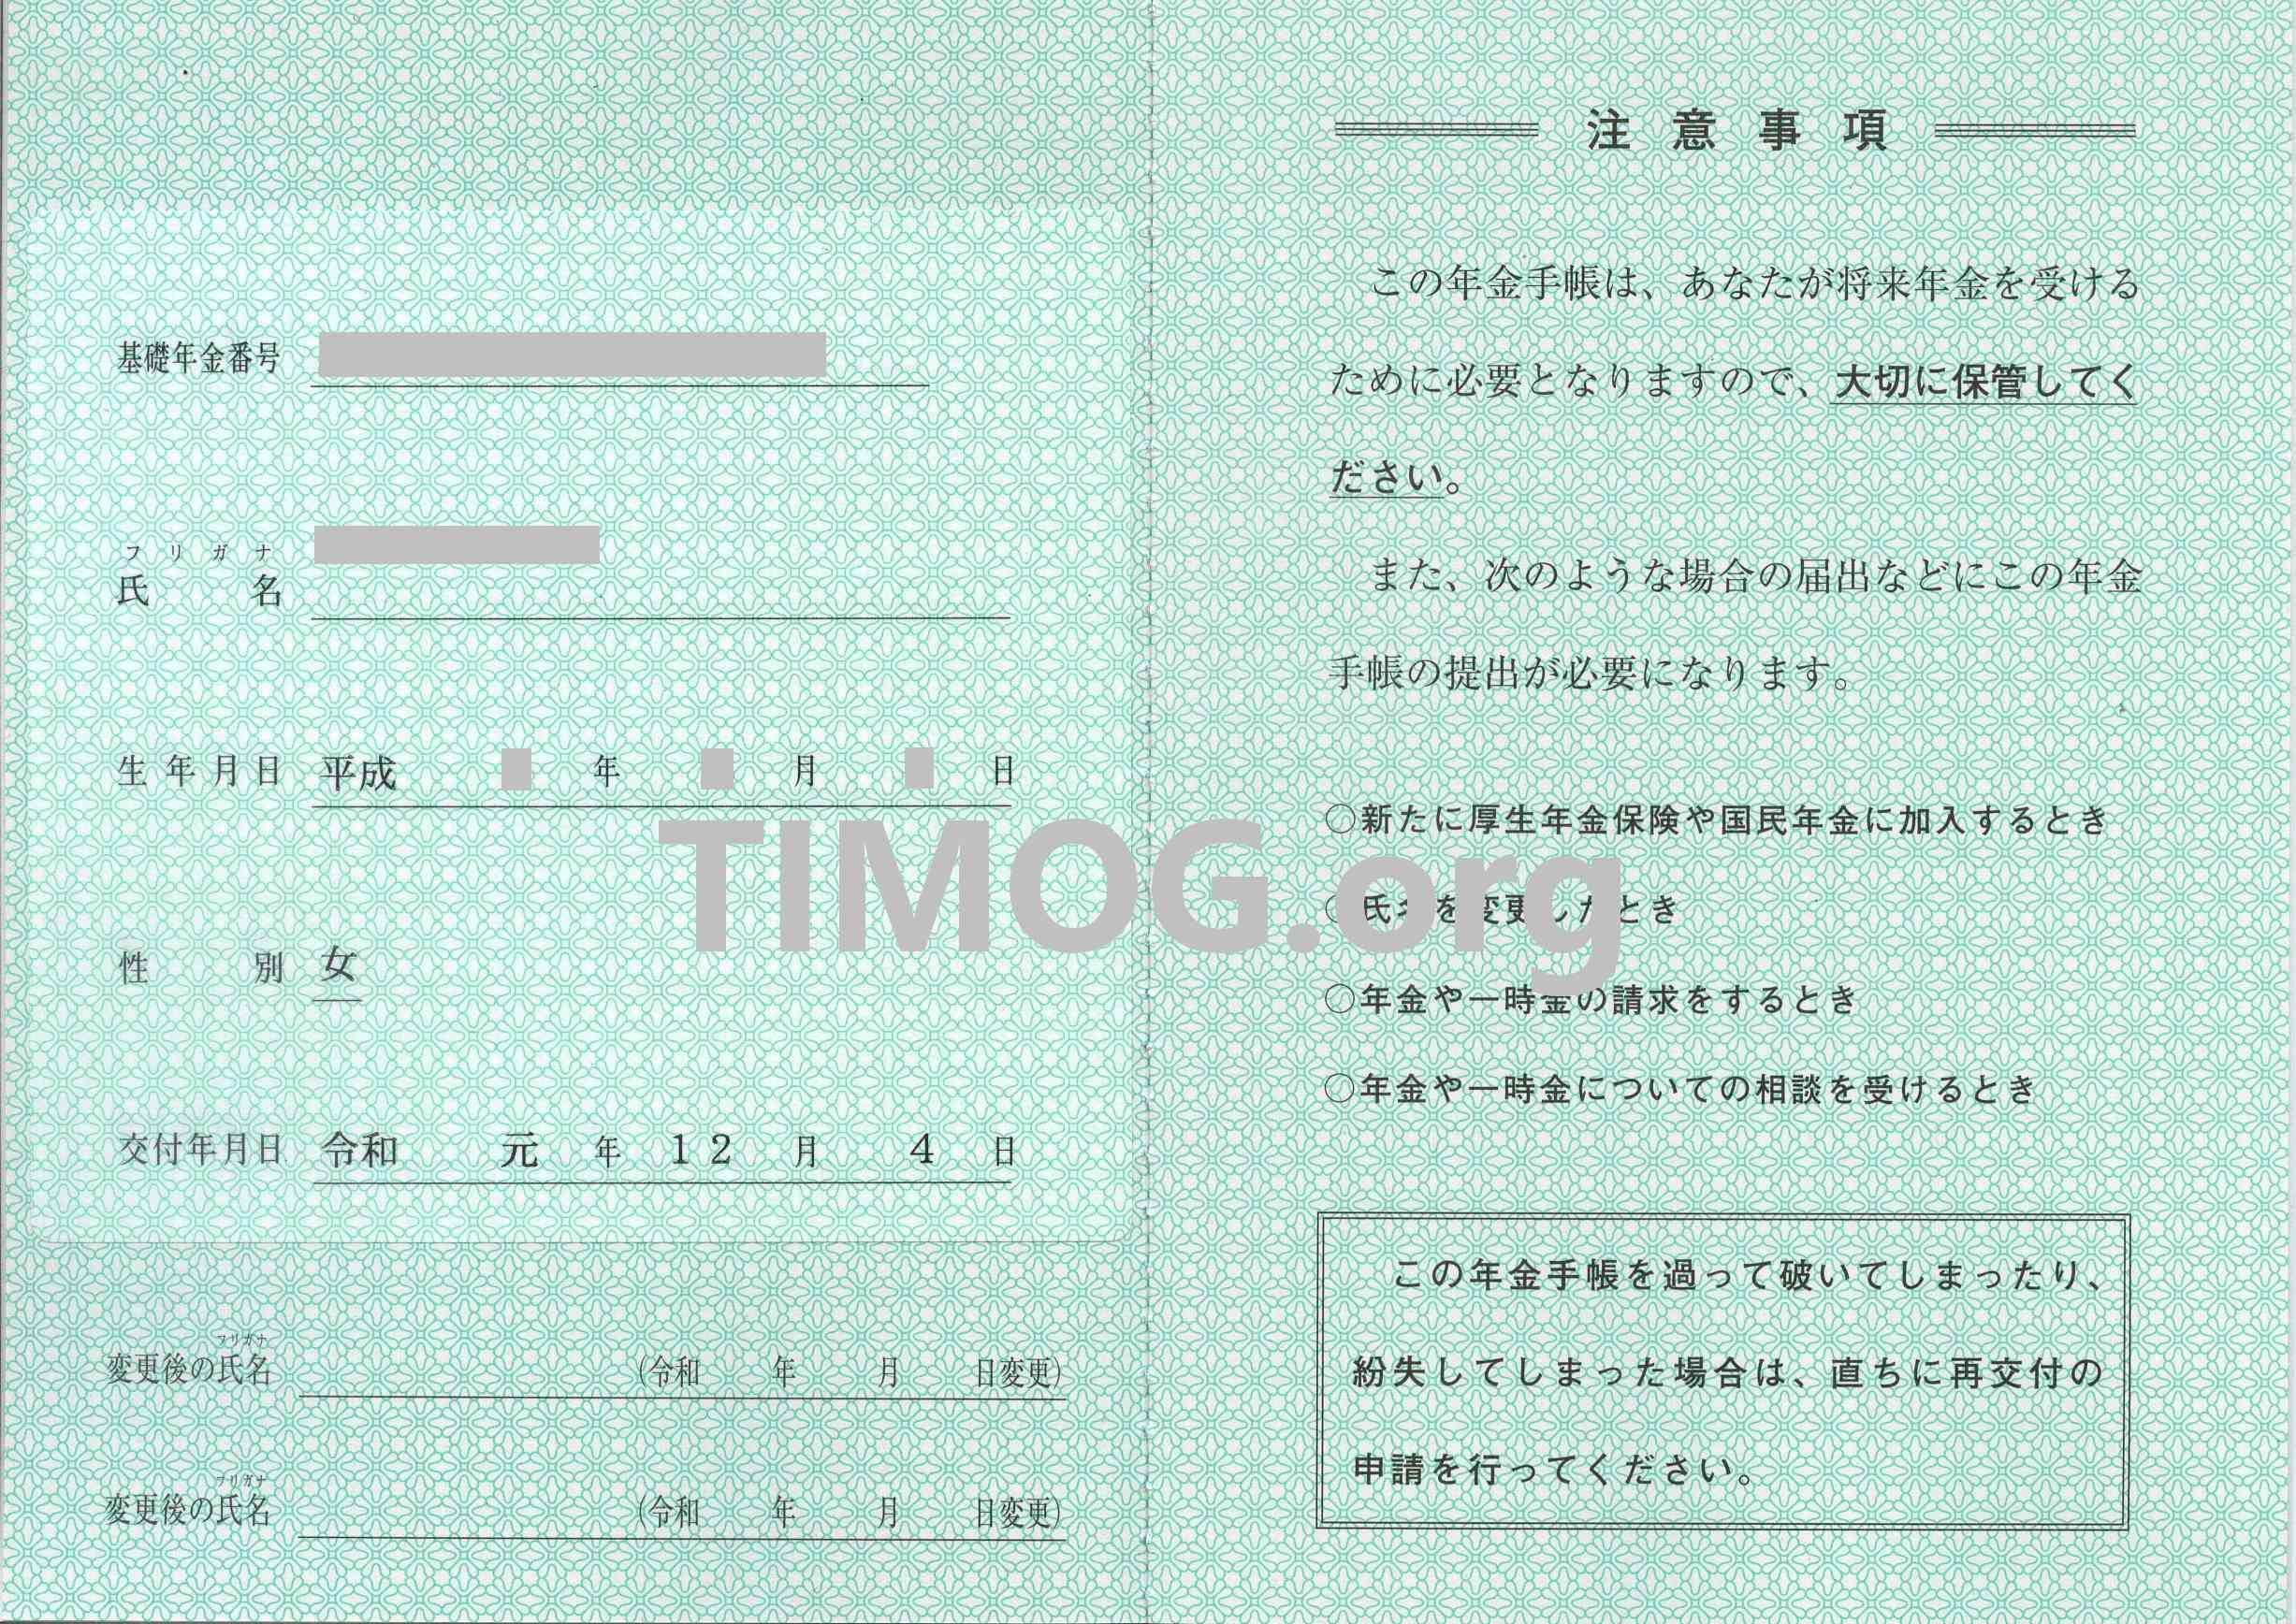 基礎年金番号
フリガナ
氏名
生年月日 平成 年 月 日
性別 女
交付年月日 令和 元 年 12 月 4 日
フリガナ
変更後の氏名 (令和 年 月 日変更)
フリガナ
変更後の氏名 (令和 年 月 日変更)
TIMOG.org
注意事項
この年金手帳は、あなたが将来年金を受ける
ために必要となりますので、大切に保管してく
ださい。
また、次のような場合の届出などにこの年金
手帳の提出が必要になります。
○新たに厚生年金保険や国民年金に加入するとき
○氏名を変更したとき
○年金や一時金の請求をするとき
○年金や一時金についての相談を受けるとき
この年金手帳を過って破いてしまったり、
紛失してしまった場合は、直ちに再交付の
申請を行ってください。